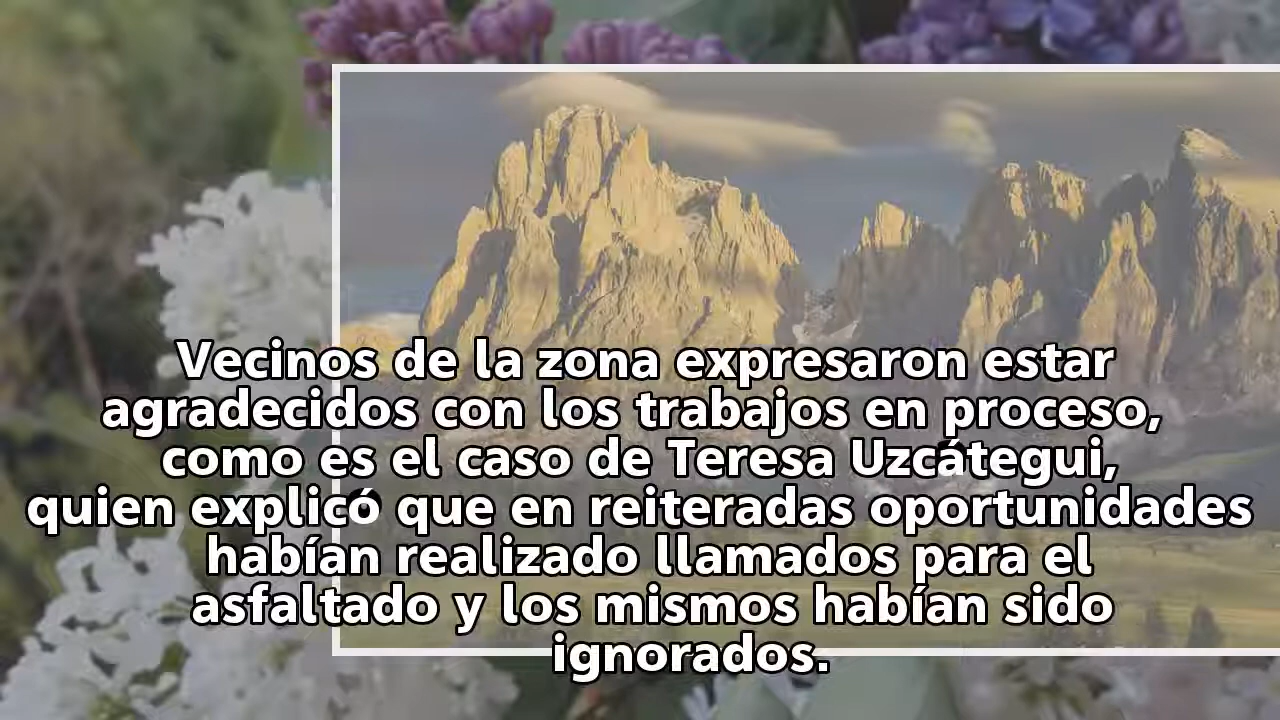 Vecinos de la zona expresaron estar
agradecidos con los trabajos en proceso,
como es el caso de Teresa Uzcátegui,
quien explicó que en reiteradas oportunidades
habían realizado llamados para el
asfaltado y los mismos habían sido
ignorados.